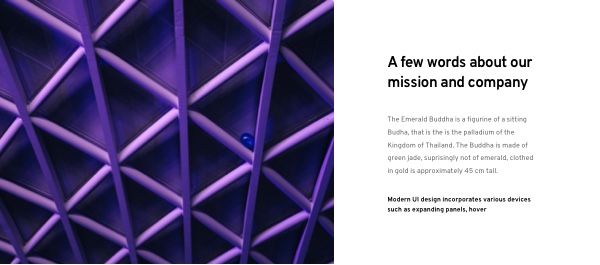 A few words about our
mission and company
The Emerald Buddha is a figurine of a sitting
Budha, that is the is the palladium of the
Kingdom of Thailand. The Buddha is made of
green jade, suprisingly not of emerald, clothed
in gold is approximately 45 cm tall.
Modern UI design incorporates various devices
such as expanding panels, hover